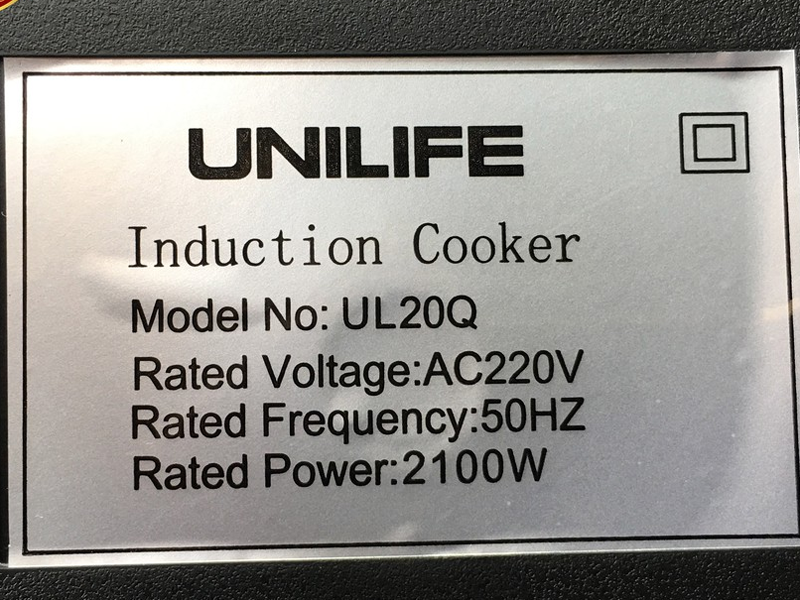 UNILIFE
Induction Cooker
Model No: UL20Q
Rated Voltage:AC220V
Rated Frequency:50HZ
Rated Power:2100W